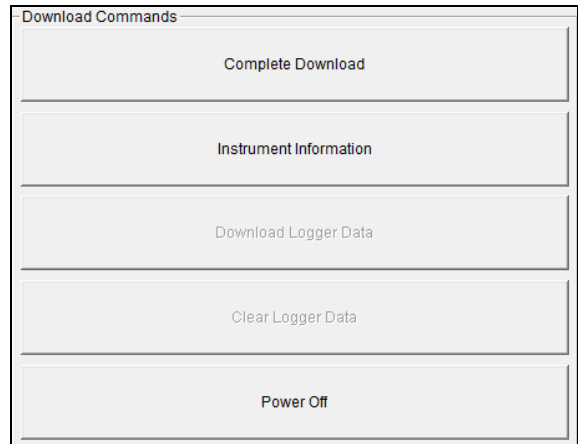 Download Commands
Complete Download
Instrument Information
Download Logger Data
Clear Logger Data
Power Off